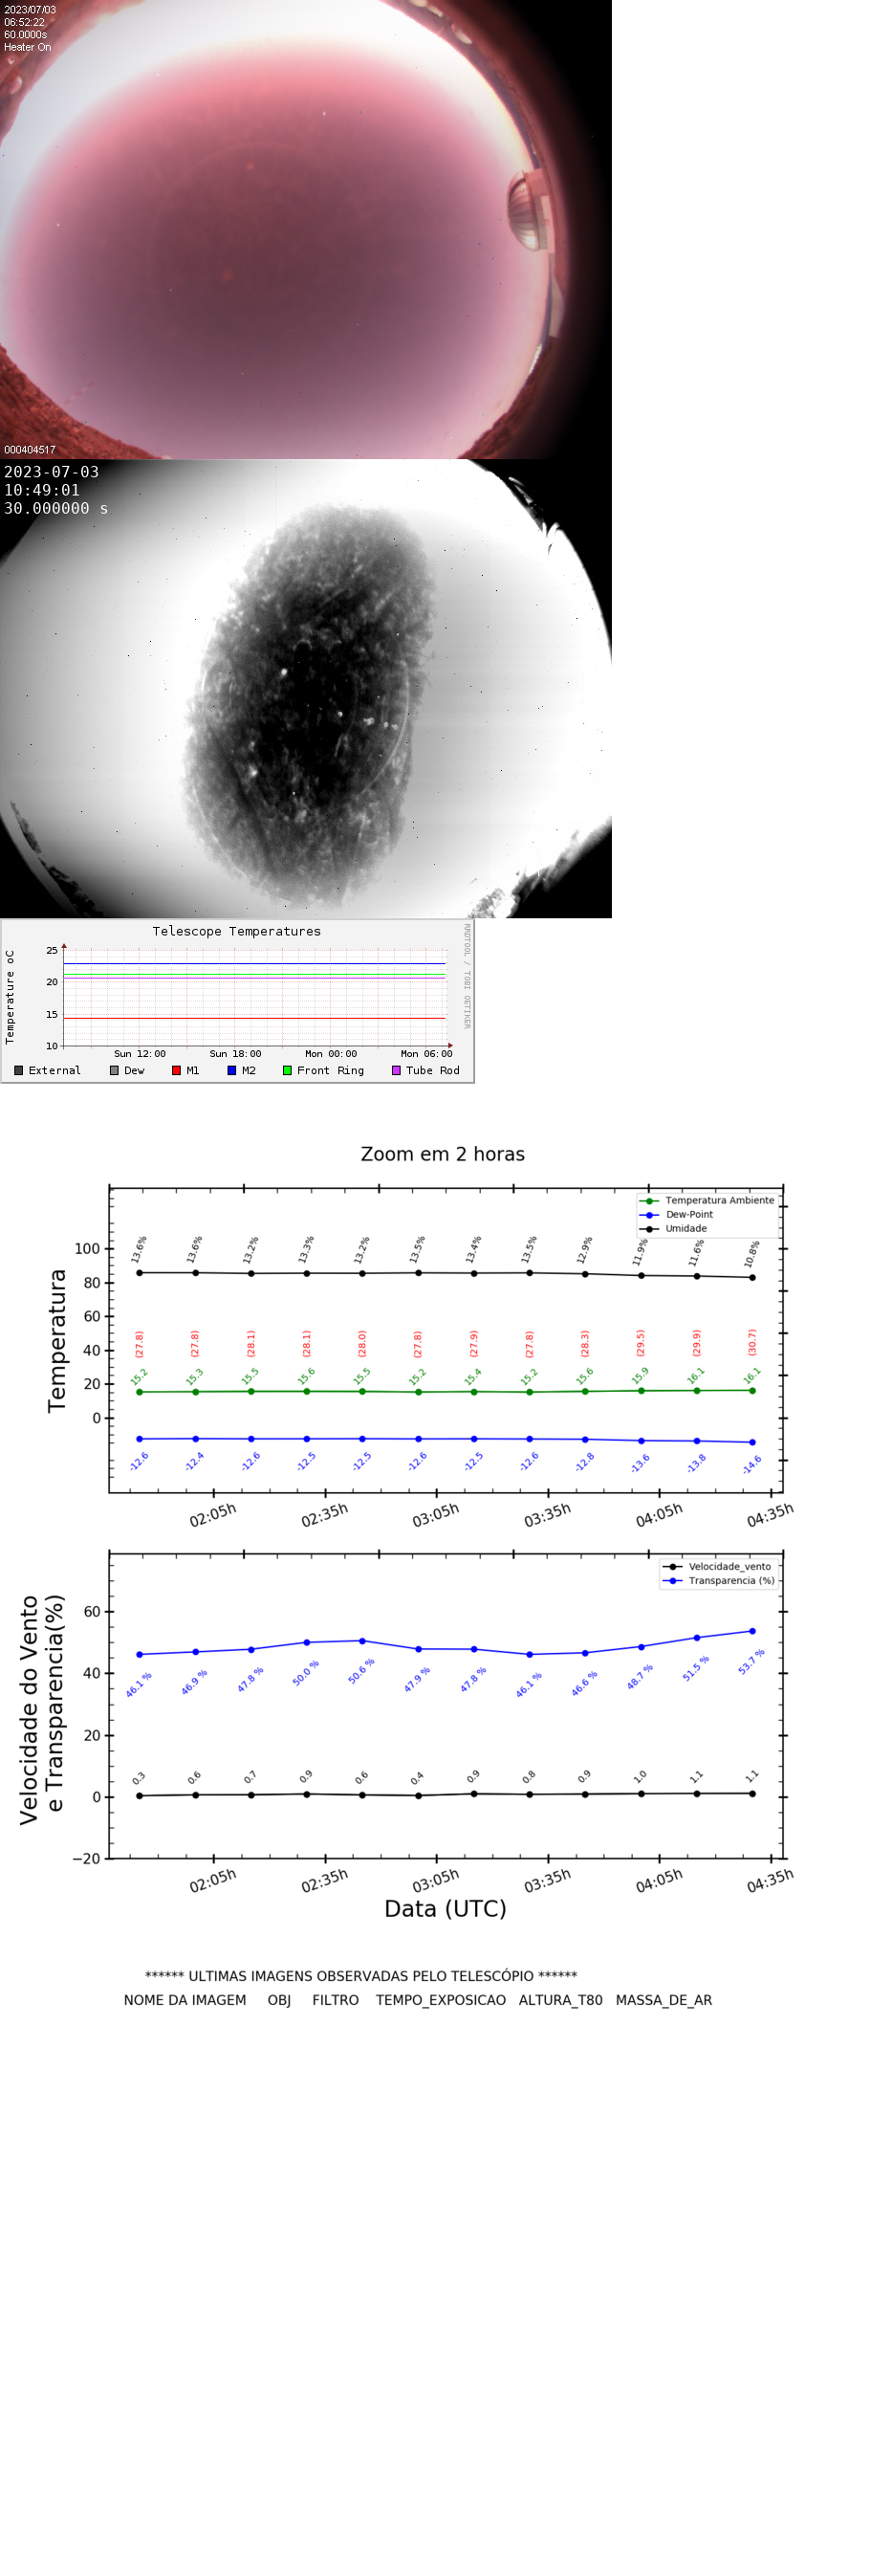 2023/07/03
06:52:22
60.0000s
Heater On
000404517
2023-07-03
10:49:01
30.000000 s
Telescope Temperatures
RRDTOOL / TOBI OETIKER
Temperature oC
25
20
15
10
Sun 12:00 Sun 18:00 Mon 00:00 Mon 06:00
External Dew M1 M2 Front Ring Tube Rod
Zoom em 2 horas
Temperatura Ambiente
Dew-Point
Umidade
Temperatura
100
80
60
40
20
0
13.6% 13.6% 13.2% 13.3% 13.2% 13.5% 13.4% 13.5% 12.9% 11.9% 11.6% 10.8%
(27.8) (27.8) (28.1) (28.1) (28.0) (27.8) (27.9) (27.8) (28.3) (29.5) (29.9) (30.7)
15.2 15.3 15.5 15.6 15.5 15.2 15.4 15.2 15.6 15.9 16.1 16.1
-12.6 -12.4 -12.6 -12.5 -12.5 -12.6 -12.5 -12.6 -12.8 -13.6 -13.8 -14.6
02:05h 02:35h 03:05h 03:35h 04:05h 04:35h
Velocidade_vento
Transparencia (%)
Velocidade do Vento
e Transparencia(%)
60
40
20
0
−20
46.1 % 46.9 % 47.8 % 50.0 % 50.6 % 47.9 % 47.8 % 46.1 % 46.6 % 48.7 % 51.5 % 53.7 %
0.3 0.6 0.7 0.9 0.6 0.4 0.9 0.8 0.9 1.0 1.1 1.1
02:05h 02:35h 03:05h 03:35h 04:05h 04:35h
Data (UTC)
****** ULTIMAS IMAGENS OBSERVADAS PELO TELESCÓPIO ******
NOME DA IMAGEM OBJ FILTRO TEMPO_EXPOSICAO ALTURA_T80 MASSA_DE_AR